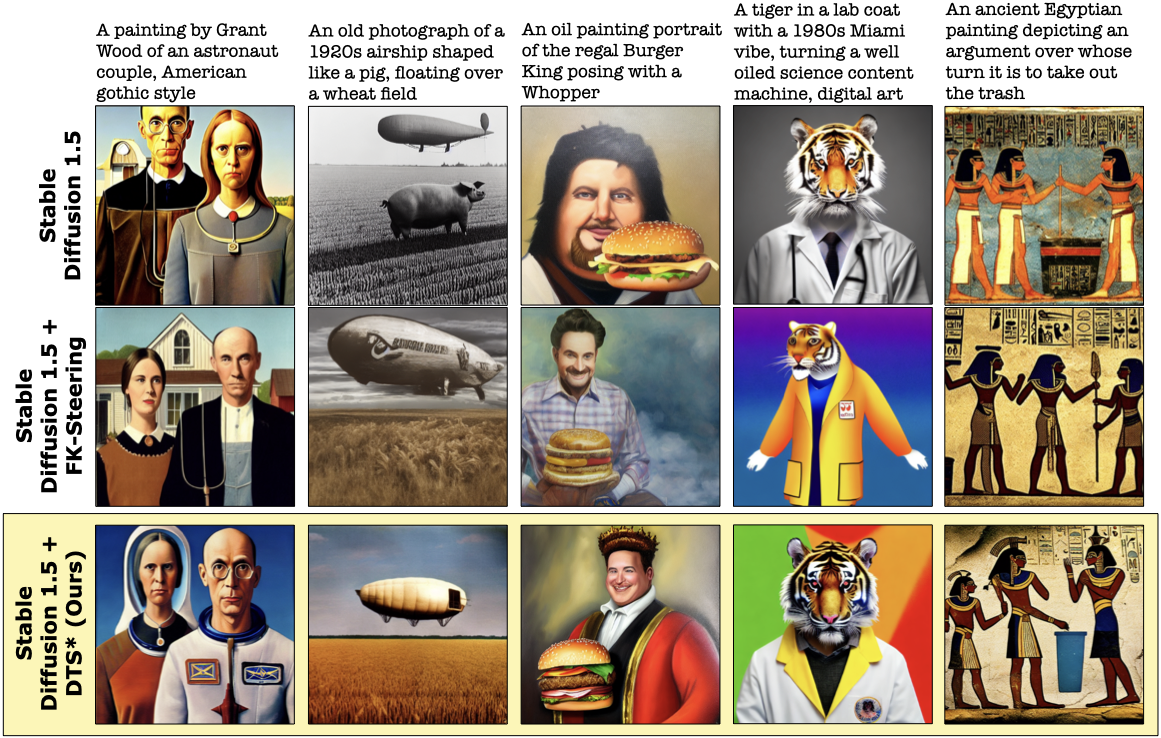 A painting by Grant
Wood of an astronaut
couple, American
gothic style
An old photograph of a
1920s airship shaped
like a pig, floating over
a wheat field
An oil painting portrait
of the regal Burger
King posing with a
Whopper
A tiger in a lab coat
with a 1980s Miami
vibe, turning a well
oiled science content
machine, digital art
An ancient Egyptian
painting depicting an
argument over whose
turn it is to take out
the trash
Stable
Diffusion 1.5
Stable
Diffusion 1.5 +
FK-Steering
Stable
Diffusion 1.5 +
DTS* (Ours)